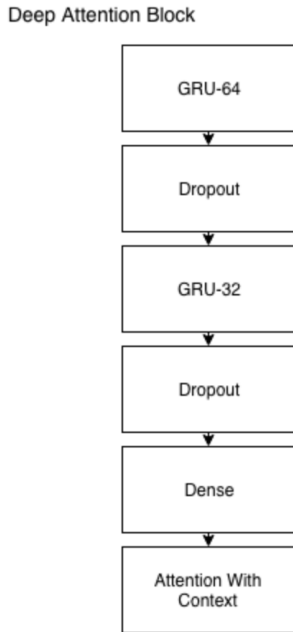 Deep Attention Block
GRU-64
Dropout
GRU-32
Dropout
Dense
Attention With
Context